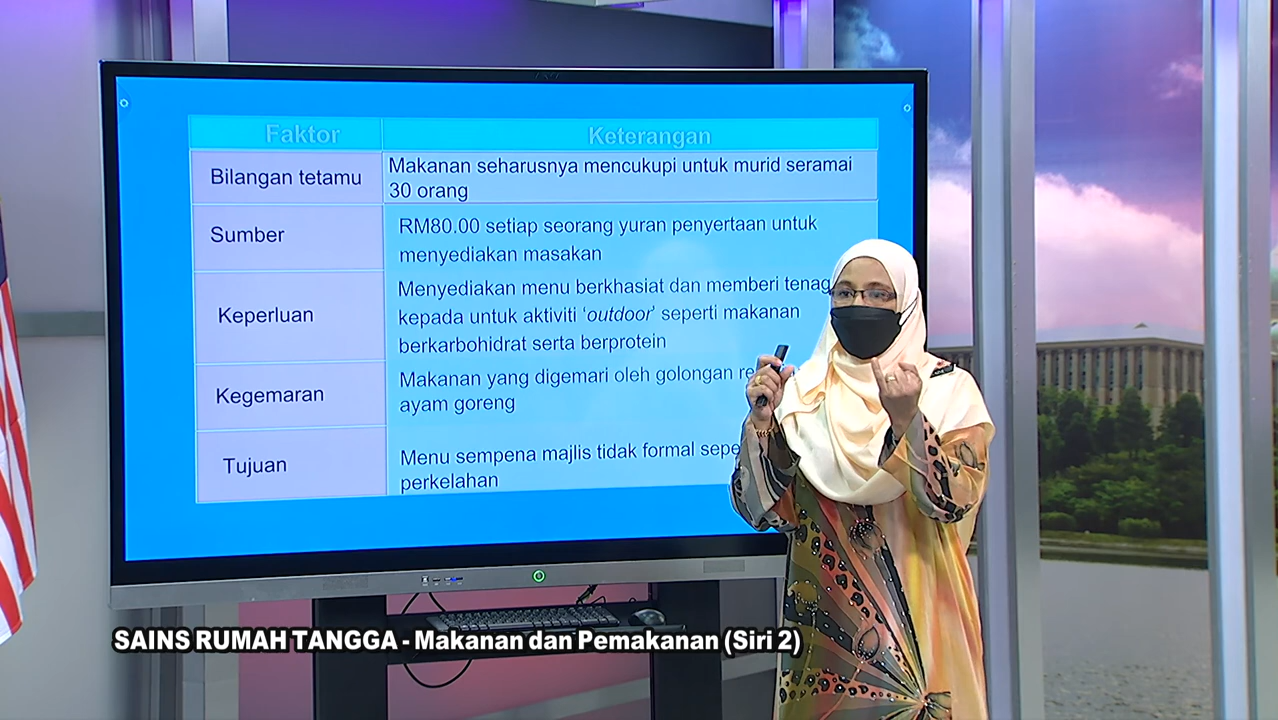 Faktor
Keterangan
Bilangan tetamu
Makanan seharusnya mencukupi untuk murid seramai
30 orang
Sumber
RM80.00 setiap seorang yuran penyertaan untuk
menyediakan masakan
Keperluan
Menyediakan menu berkhasiat dan memberi tenag
kepada untuk aktiviti ‘outdoor’ seperti makanan
berkarbohidrat serta berprotein
Kegemaran
Makanan yang digemari oleh golongan re
ayam goreng
Tujuan
Menu sempena majlis tidak formal sepe
perkelahan
SAINS RUMAH TANGGA - Makanan dan Pemakanan (Siri 2)